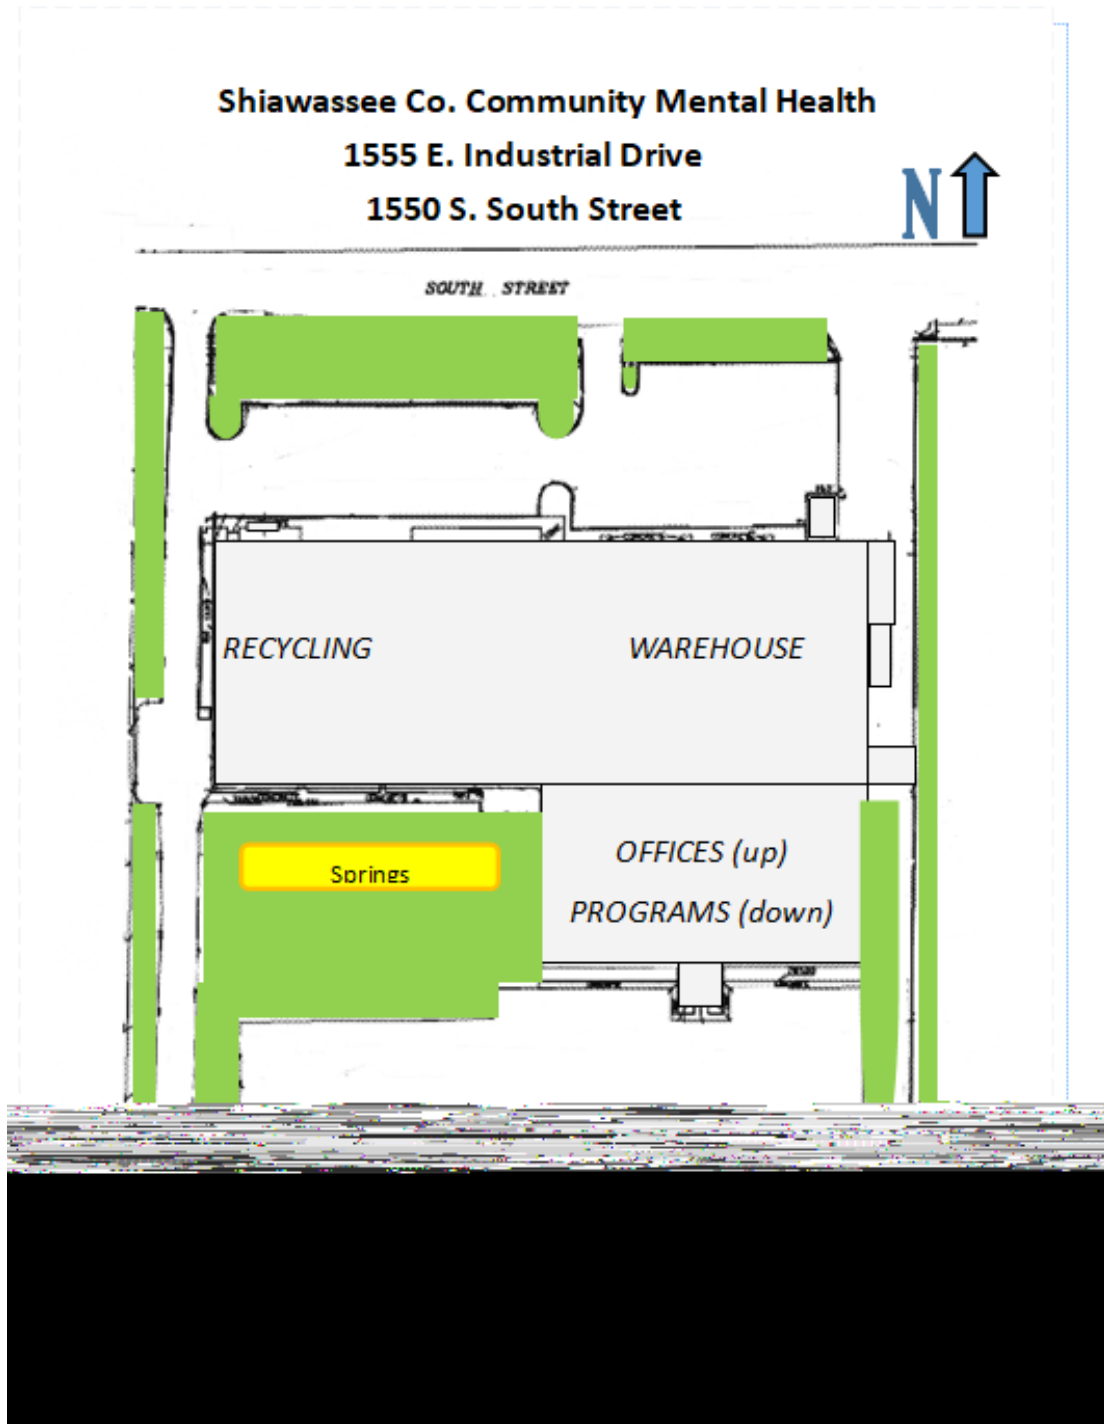 Shiawassee Co. Community Mental Health
1555 E. Industrial Drive
1550 S. South Street
N
SOUTH STREET
RECYCLING
WAREHOUSE
OFFICES (up)
Springs
PROGRAMS (down)